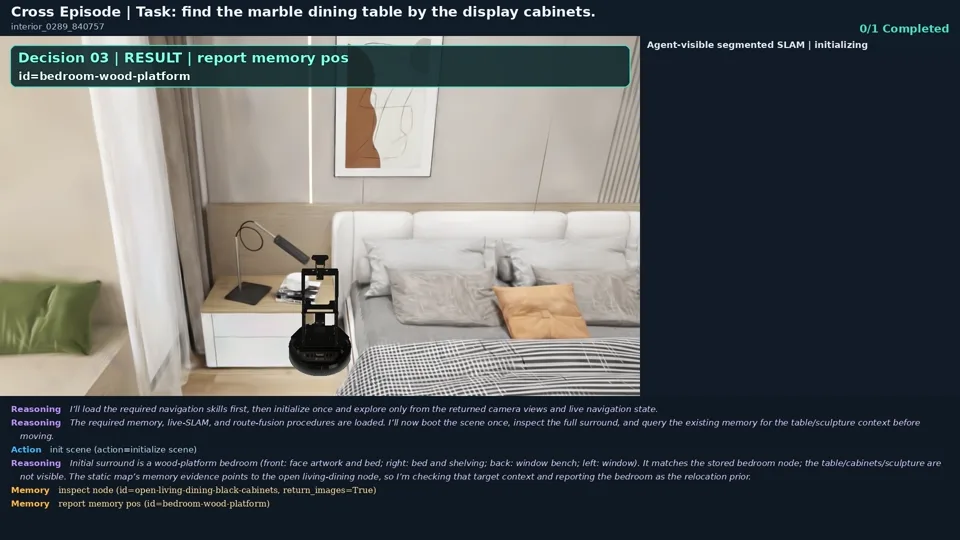 Cross Episode | Task: find the marble dining table by the display cabinets.
interior_0289_840757
0/1 Completed
Agent-visible segmented SLAM | initializing
Decision 03 | RESULT | report memory pos
id=bedroom-wood-platform
Reasoning I'll load the required navigation skills first, then initialize once and explore only from the returned camera views and live navigation state.
Reasoning The required memory, live-SLAM, and route-fusion procedures are loaded. I'll now boot the scene once, inspect the full surround, and query the existing memory for the table/sculpture context before
moving.
Action init scene (action=initialize scene)
Reasoning Initial surround is a wood-platform bedroom (front: face artwork and bed; right: bed and shelving; back: window bench; left: window). It matches the stored bedroom node; the table/cabinets/sculpture are
not visible. The static map's memory evidence points to the open living-dining node, so I'm checking that target context and reporting the bedroom as the relocation prior.
Memory inspect node (id=open-living-dining-black-cabinets, return_images=True)
Memory report memory pos (id=bedroom-wood-platform)